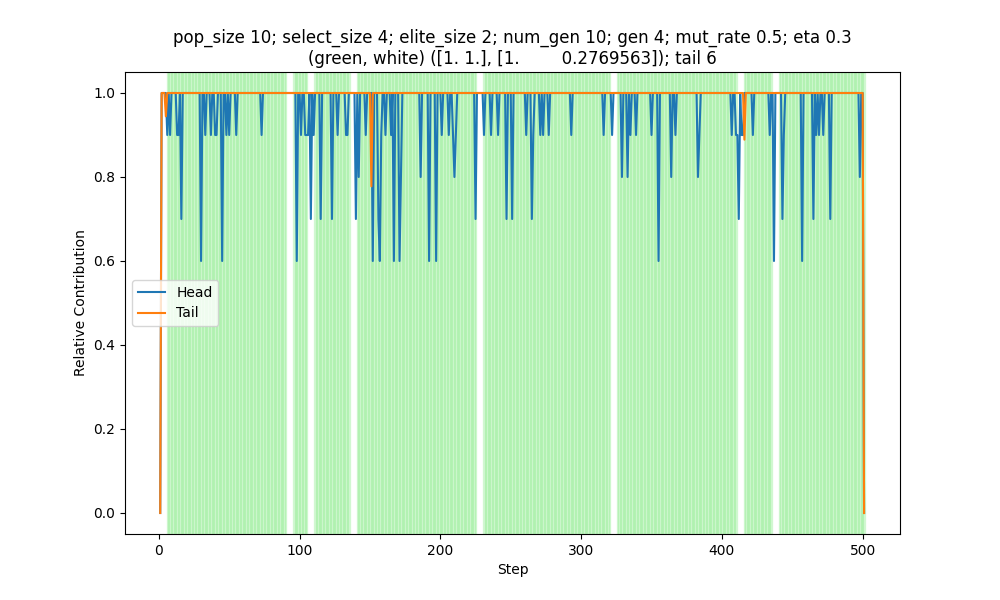 pop_size 10; select_size 4; elite_size 2; num_gen 10; gen 4; mut_rate 0.5; eta 0.3
(green, white) ([1. 1.], [1.         0.2769563]); tail 6
1.0
0.8
0.6
0.4
0.2
0.0
Relative Contribution
Head
Tail
0 100 200 300 400 500
Step